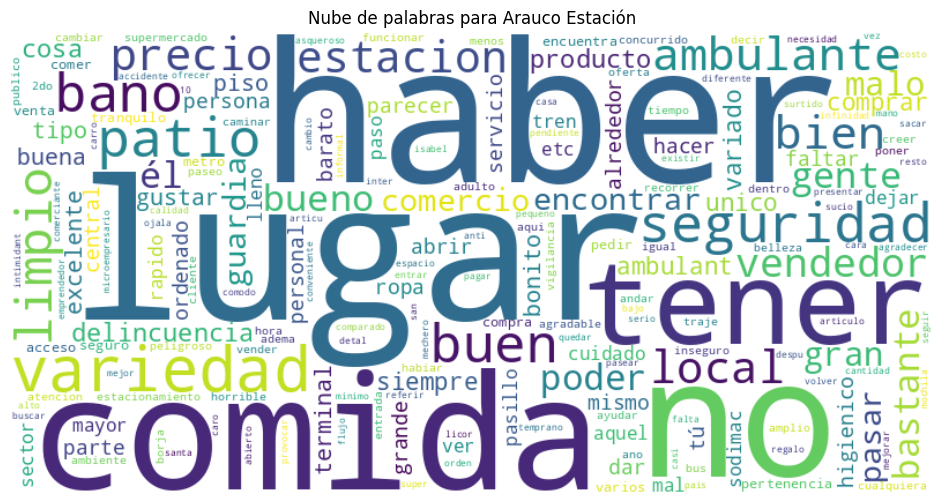 Nube de palabras para Arauco Estación
cambiar supermercado asqueroso funcionar menos encuentra concurrido decir necesidad vez
cosa precio estacion haber producto ambulante costo
comer publico 2do accidente ofrecer 10 piso persona parecer oferta diferente malo
venta bano tranquilo caminar barato paso servicio tren casa tiempo alrededor variado comprar surtido infinidad mano
tipo patio carro metro paseo cambio informal pendiente etc hacer bien creer sacar
buena él isabel existir faltar poner resto
limpio comerciante central gustar guardia lleno inter adulto recorrer dentro gente presentar
lugar bueno comercio encontrar unico dejar
excelente calidad ojala articu pequeno sucio cara agradecer
intimidant emprendedor microempresario rapido ordenado cliente comodo personal conveniente espacio entrar anti abrir aqui bonito vigilancia pedir igual belleza seguridad
ropa pagar ambulant vendedor
delincuencia san mechero compra agradable andar bajo serio traje articulo tener
acceso seguro hora adema comparado detal quedar cuidado inseguro pasear despu gran seguir
variedad peligroso vender mejor buen local cantidad bastante
atencion estacionamiento horrible habiar siempre poder volver
alto buscar terminal minimo referir pasillo mismo ayudar falta amplio higienico pasar
sector mayor comida caro entrada grande ver licor temprano aquel tú no regalo mejorar
parte borja santa abierto provocar flujo orden ano casi sodimac
ambiente super dar varios mal pais bus pertenencia cualquiera